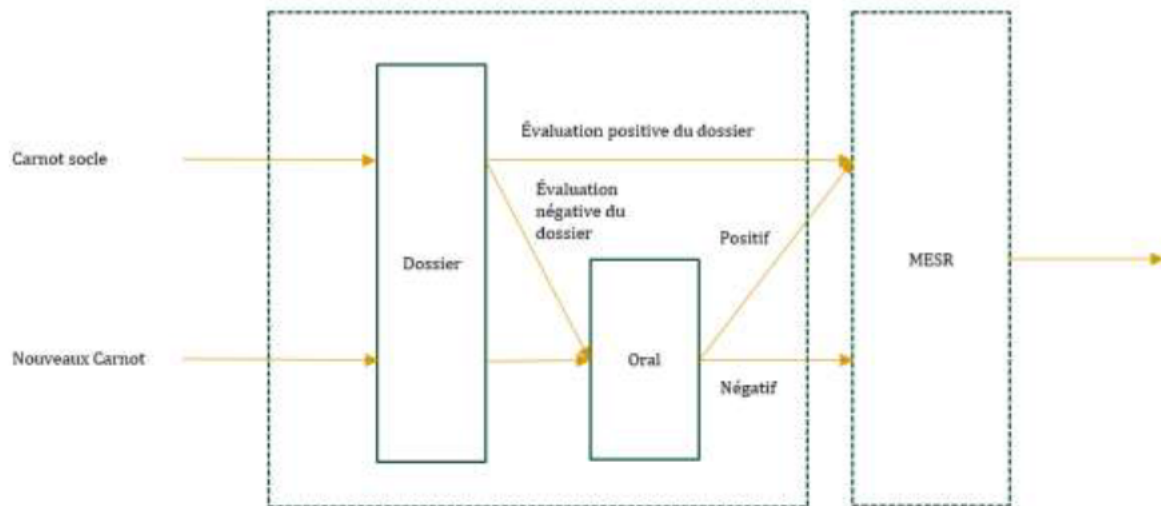 Évaluation positive du dossier
Carnot socle
Évaluation
négative du
dossier
Positif
Dossier
MESR
Nouveaux Carnot
Oral
Négatif